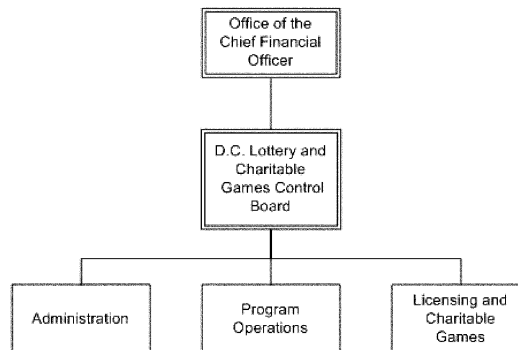 Office of the
Chief Financial
Officer
D.C. Lottery and
Charitable
Games Control
Board
Administration
Program
Operations
Licensing and
Charitable
Games